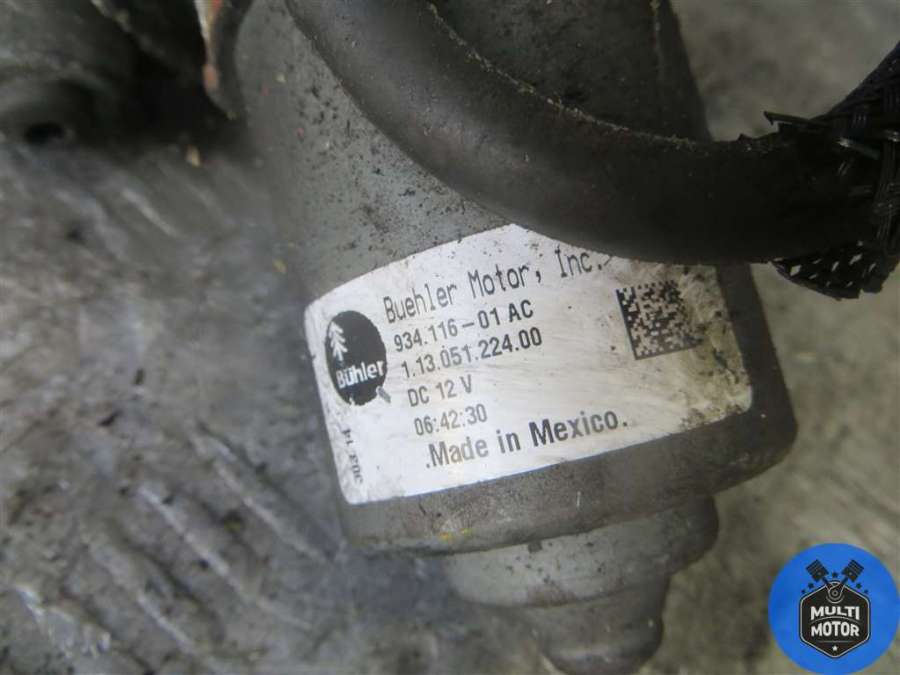 Buehler Motor, Inc.
934.116-01 AC
1.13.051.224.00
DC 12 V
06:42:30
.Made in Mexico.
Bühler
MULTI
MOTOR